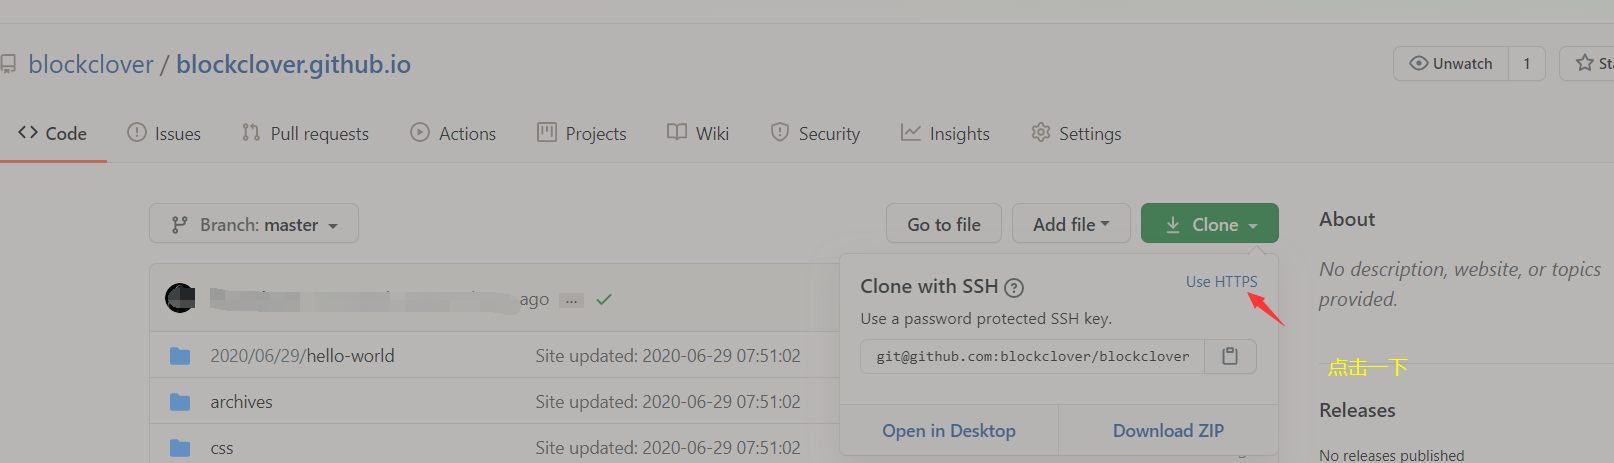 blockclover / blockclover.github.io
Unwatch 1
Code Issues Pull requests Actions Projects Wiki Security Insights Settings
Branch: master Go to file Add file Clone
About
No description, website, or topics
provided.
Clone with SSH ? Use HTTPS
Use a password protected SSH key.
git@github.com:blockclover/blockclover
Open in Desktop Download ZIP
ago ...
2020/06/29/hello-world Site updated: 2020-06-29 07:51:02
archives Site updated: 2020-06-29 07:51:02
css Site updated: 2020-06-29 07:51:02
点击一下
Releases
No releases published